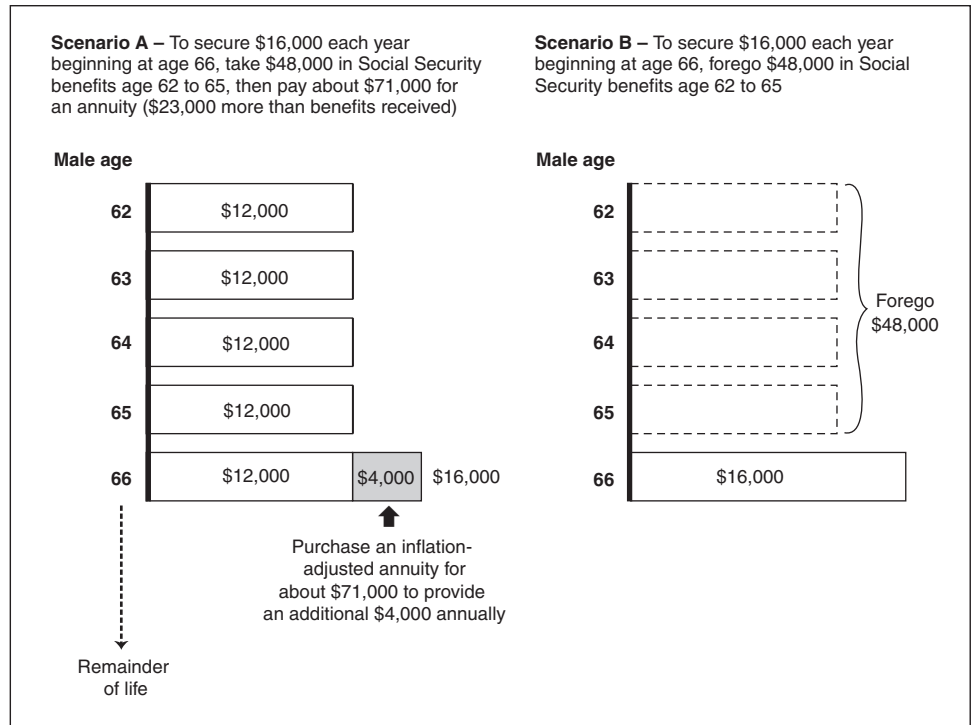 Scenario A – To secure $16,000 each year
beginning at age 66, take $48,000 in Social Security
benefits age 62 to 65, then pay about $71,000 for
an annuity ($23,000 more than benefits received)
Male age
62
$12,000
63
$12,000
64
$12,000
65
$12,000
66
$12,000
$4,000
$16,000
Purchase an inflation-
adjusted annuity for
about $71,000 to provide
an additional $4,000 annually
Remainder
of life
Scenario B – To secure $16,000 each year
beginning at age 66, forego $48,000 in Social
Security benefits age 62 to 65
Male age
62
63
64
65
Forego
$48,000
66
$16,000